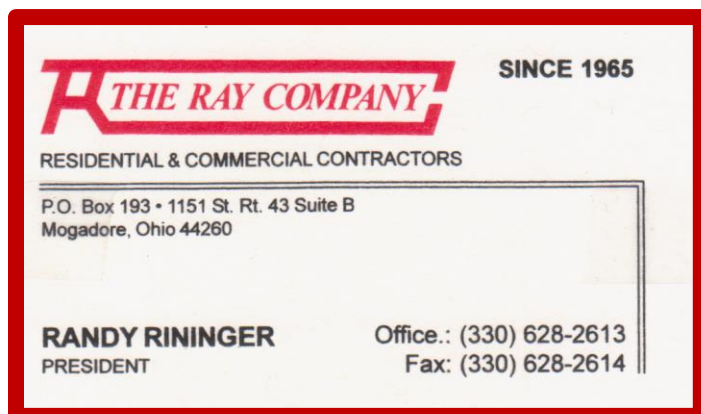 THE RAY COMPANY
SINCE 1965
RESIDENTIAL & COMMERCIAL CONTRACTORS
P.O. Box 193 • 1151 St. Rt. 43 Suite B
Mogadore, Ohio 44260
RANDY RININGER
PRESIDENT
Office.: (330) 628-2613
Fax: (330) 628-2614